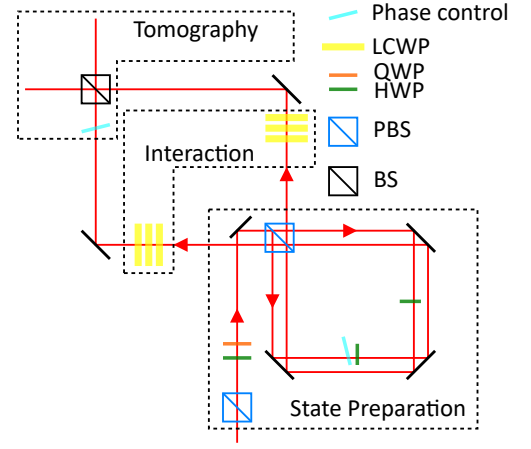 Tomography
Phase control
LCWP
QWP
HWP
PBS
Interaction
BS
State Preparation